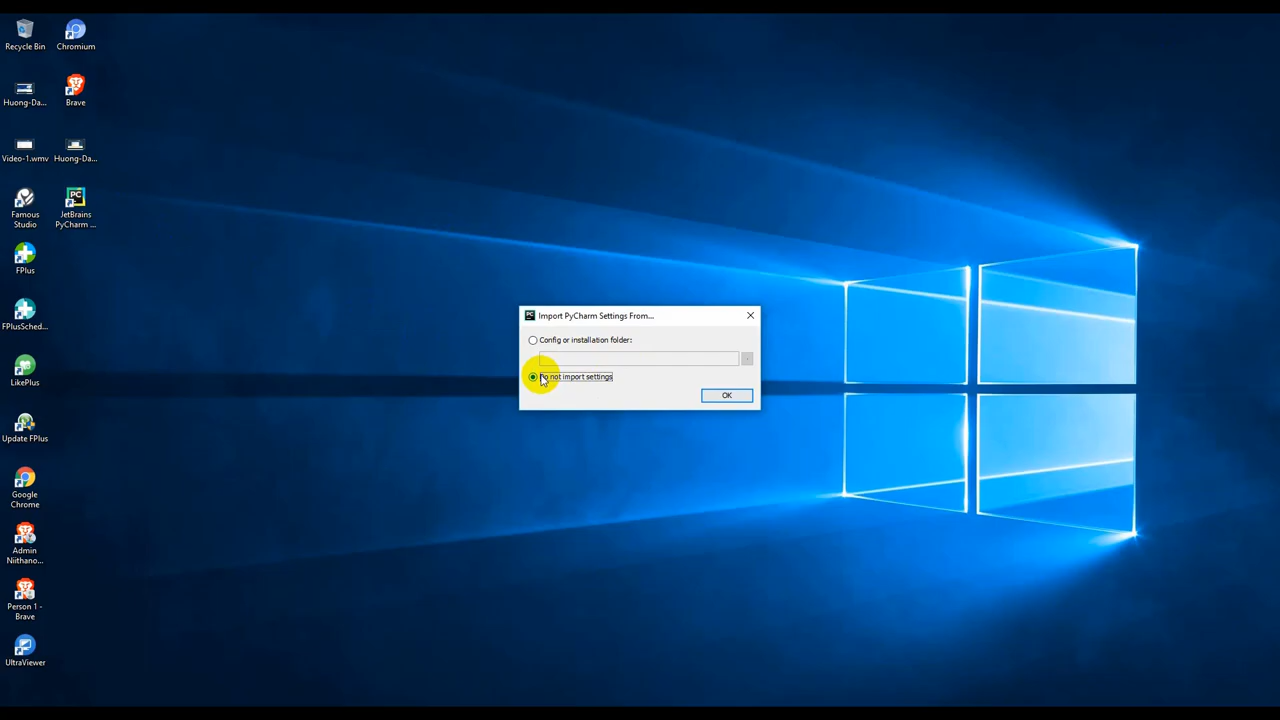 Recycle Bin
Chromium
Huong-Da...
Brave
Video-1.wmv
Huong-Da...
Famous
Studio
JetBrains
PyCharm ...
FPlus
FPlusSched...
LikePlus
Update FPlus
Google
Chrome
Admin
Niithano...
Person 1 -
Brave
UltraViewer
PC
Import PyCharm Settings From...
Config or installation folder:
Do not import settings
OK